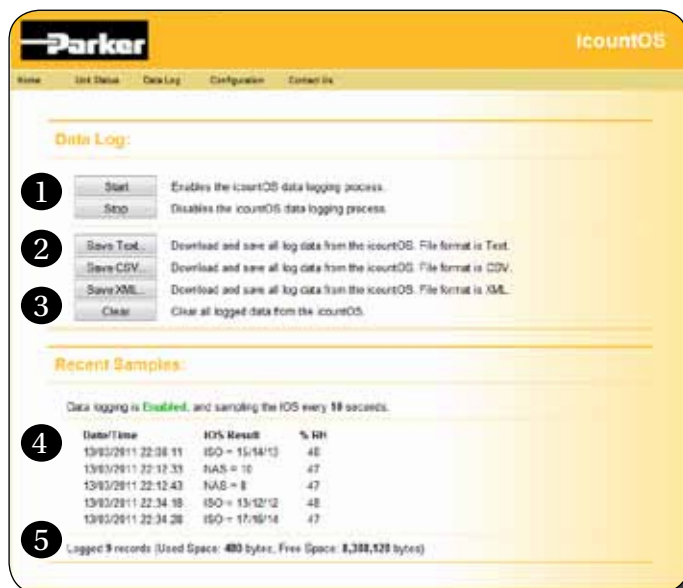 Parker
IcountOS
Home Unit Status Data Log Configuration Contact Us
Data Log:
1
Start Enables the icountOS data logging process.
Stop Disables the icountOS data logging process.
2
Save Text... Download and save all log data from the icountOS. File format is Text.
Save CSV... Download and save all log data from the icountOS. File format is CSV.
Save XML... Download and save all log data from the icountOS. File format is XML.
3
Clear Clear all logged data from the icountOS.
Recent Samples:
Data logging is Enabled, and sampling the IOS every 10 seconds.
4
Date/Time IOS Result % RH
13/03/2011 ISO = 15/14/13
13/03/2011 22:12:33 NAS = 10 47
13/03/2011 22:12:43 NAS = 8 47
13/03/2011 22:34:18 ISO = 13/12/12 48
13/03/2011 22:34:28 ISO = 17/16/14 47
5
Logged 9 records (Used Space: 480 bytes, Free Space: bytes)